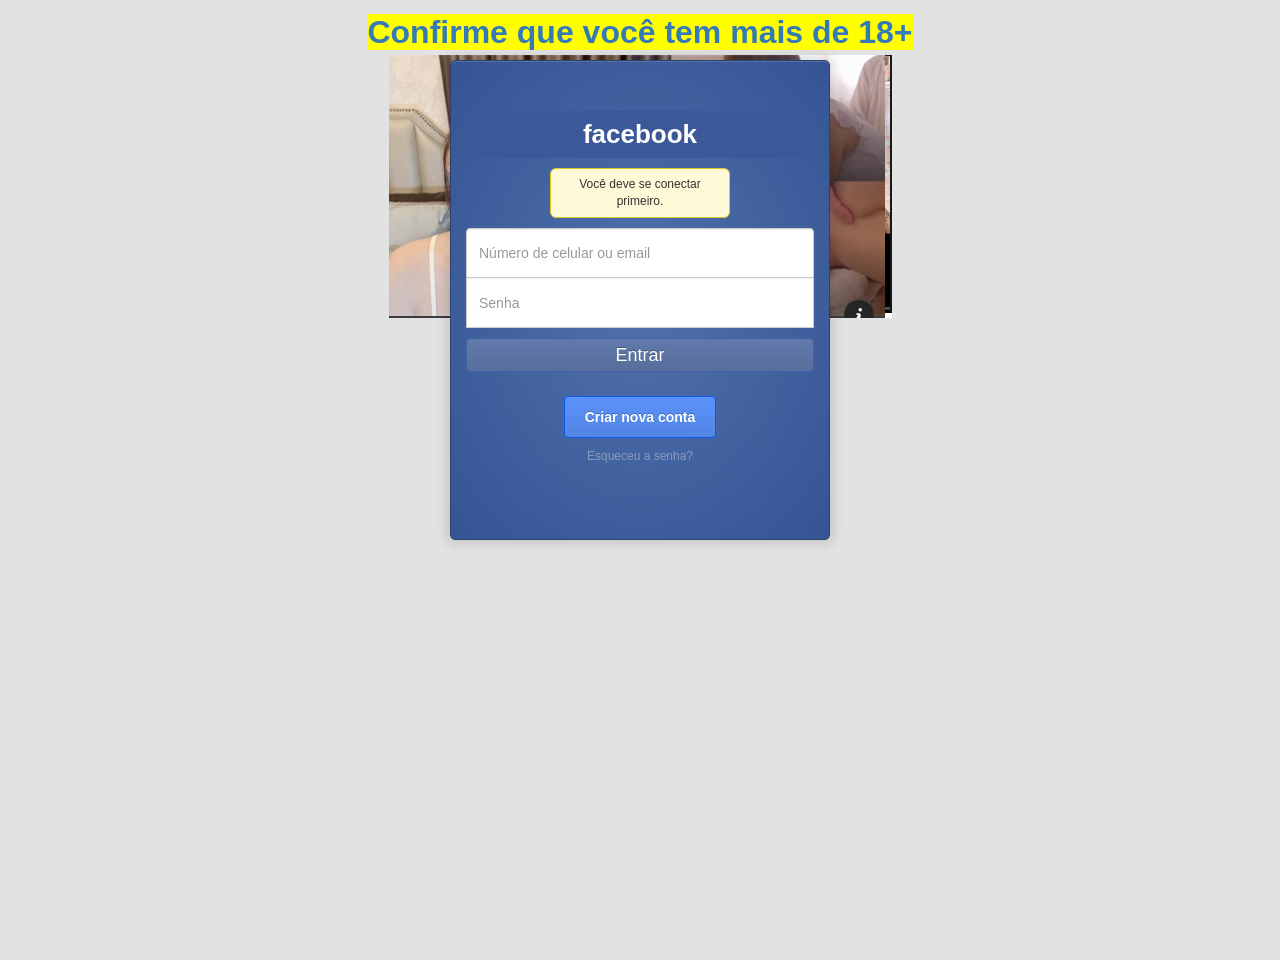 Confirme que você tem mais de 18+
facebook
Você deve se conectar
primeiro.
Número de celular ou email
Senha
Entrar
Criar nova conta
Esqueceu a senha?